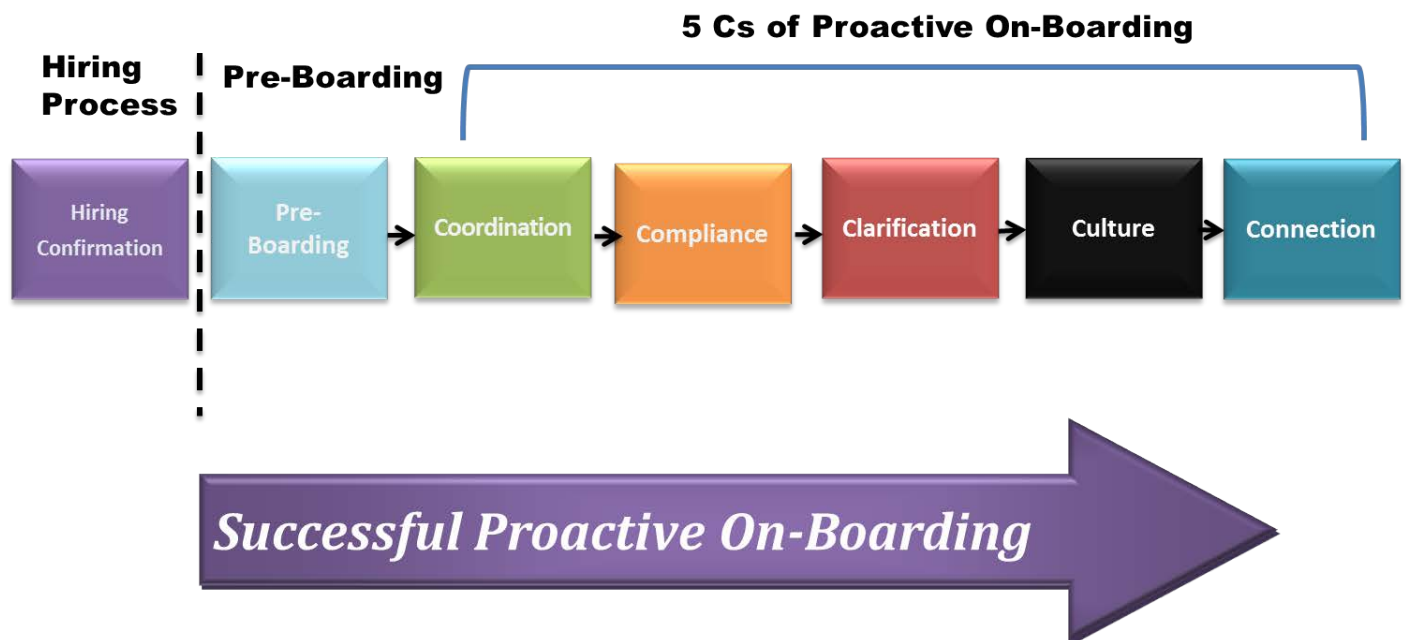 5 Cs of Proactive On-Boarding
Hiring
Process
Pre-Boarding
Hiring
Confirmation
Pre-
Boarding
Coordination
Compliance
Clarification
Culture
Connection
Successful Proactive On-Boarding